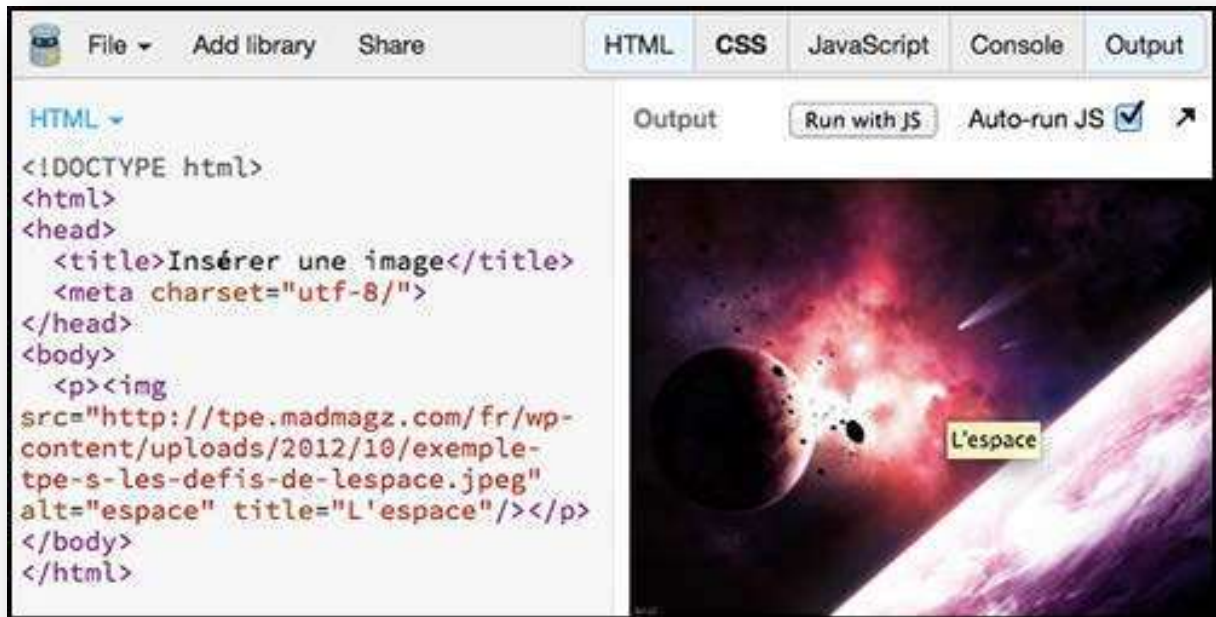 File Add library Share HTML CSS JavaScript Console Output
HTML
<!DOCTYPE html>
<html>
<head>
<title>Insérer une image</title>
<meta charset="utf-8/">
</head>
<body>
<p><img
src="http://tpe.madmagz.com/fr/wp-
content/uploads/2012/10/exemple-
tpe-s-les-defis-de-lespace.jpeg"
alt="espace" title="L'espace"/></p>
</body>
</html>
Output Run with JS Auto-run JS
L'espace